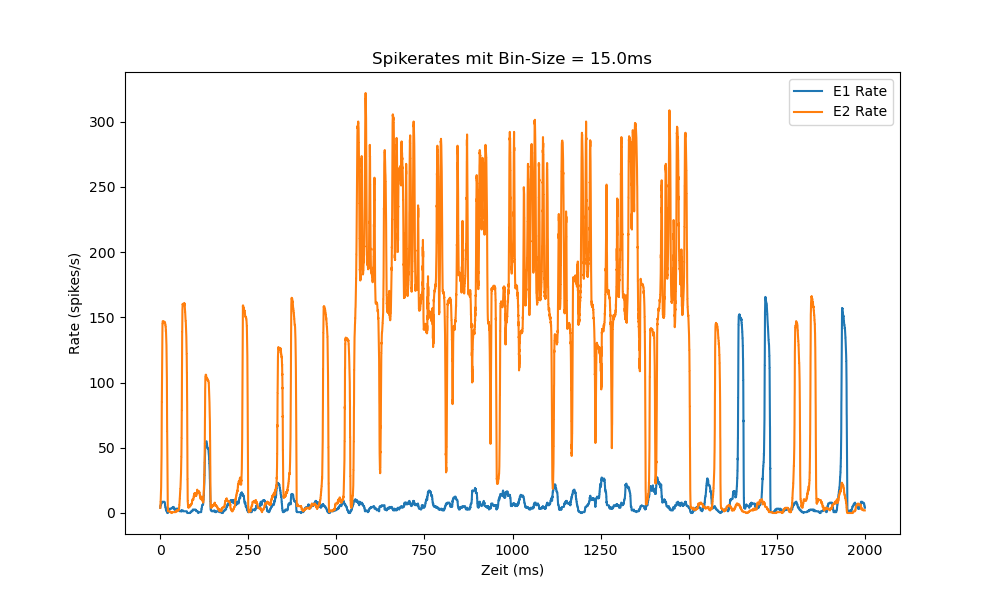 Spikerates mit Bin-Size = 15.0ms
E1 Rate
E2 Rate
Rate (spikes/s)
300
250
200
150
100
50
0
0 250 500 750 1000 1250 1500 1750 2000
Zeit (ms)